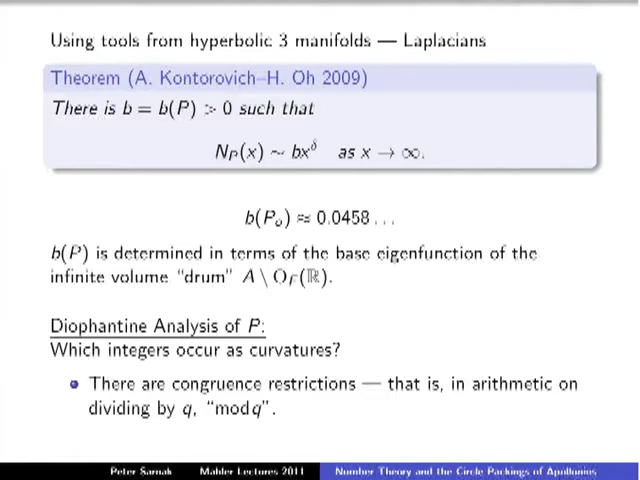 Using tools from hyperbolic 3 manifolds — Laplacians
Theorem (A. Kontorovich–H. Oh 2009)
There is b = b(P) > 0 such that
N_P(x) ~ bx^δ as x → ∞.
b(P_o) ≈ 0.0458...
b(P) is determined in terms of the base eigenfunction of the
infinite volume “drum” A \ O_F(ℝ).
Diophantine Analysis of P:
Which integers occur as curvatures?
There are congruence restrictions — that is, in arithmetic on
dividing by q, “mod q”.
Peter Sarnak Mahler Lectures 2011 Number Theory and the Circle Packings of Apollonius